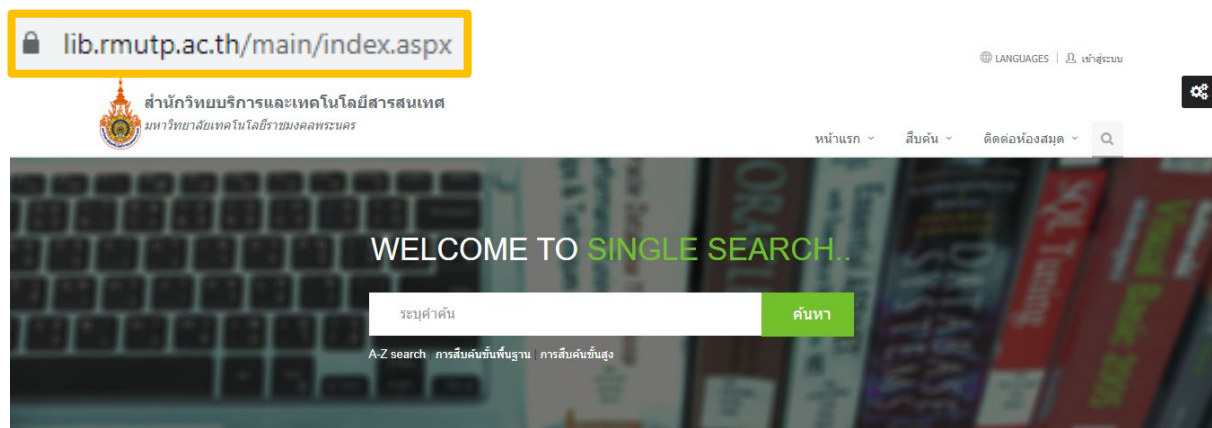 lib.rmutp.ac.th/main/index.aspx
LANGUAGES | เข้าสู่ระบบ
สำนักวิทยบริการและเทคโนโลยีสารสนเทศ
มหาวิทยาลัยเทคโนโลยีราชมงคลพระนคร
หน้าแรก สืบค้น ติดต่อห้องสมุด
WELCOME TO SINGLE SEARCH..
ระบุคำค้น ค้นหา
A-Z search | การสืบค้นขั้นพื้นฐาน | การสืบค้นขั้นสูง
SQL Tuning
Visual Basic 2005
DATABASE SYSTEMS